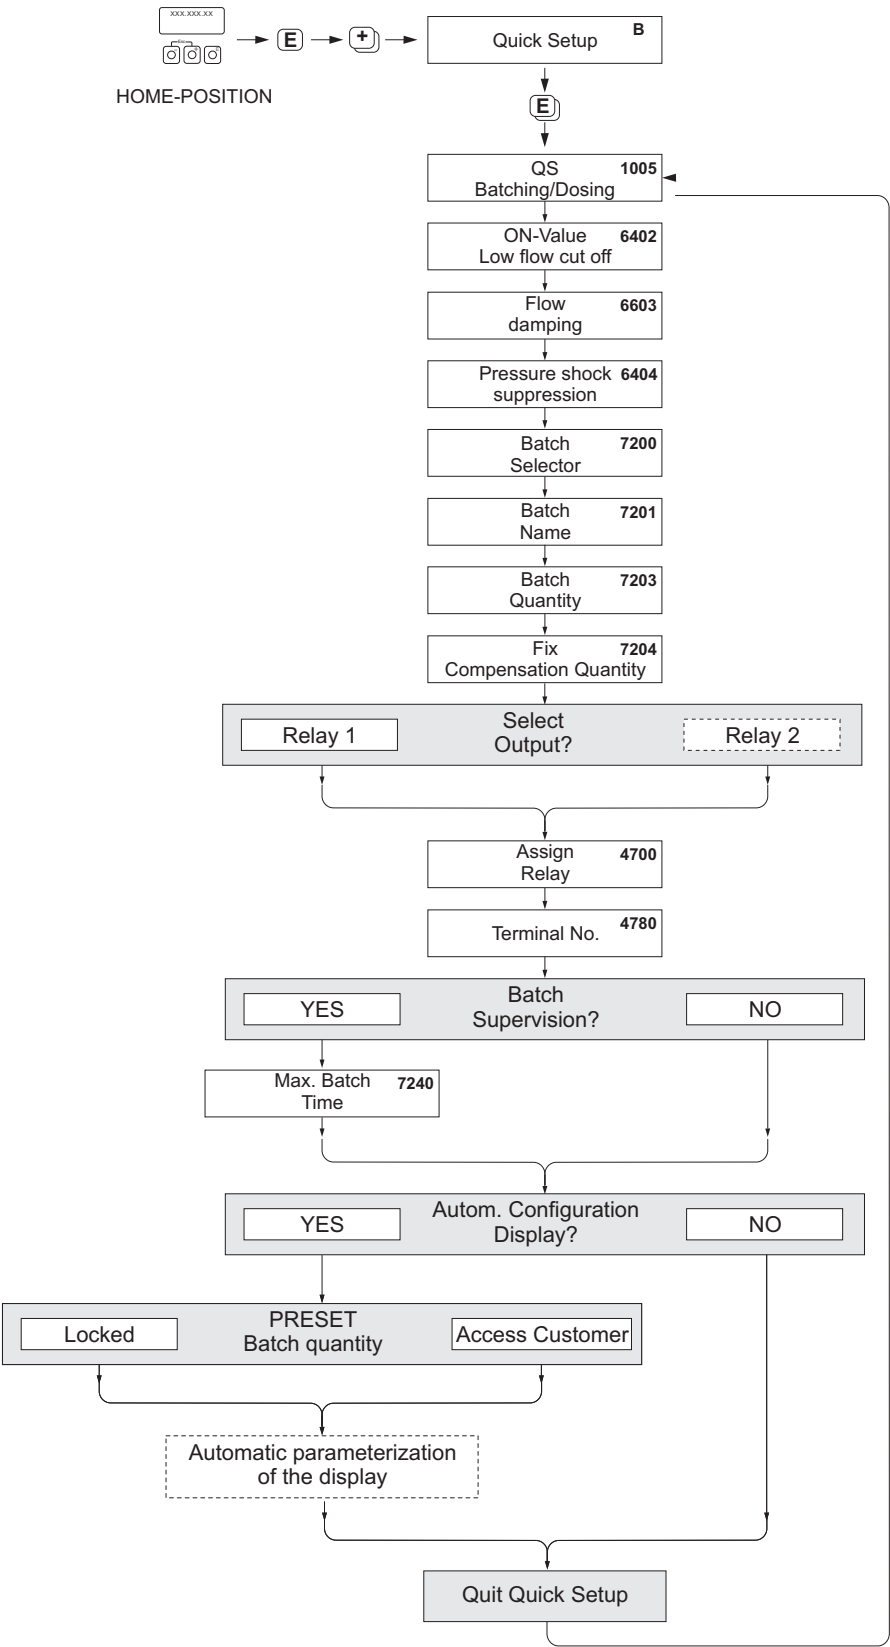 xxx.xxx.xx
Esc
E
+
-
HOME-POSITION
Quick Setup
B
E
QS
1005
Batching/Dosing
ON-Value
6402
Low flow cut off
Flow
6603
damping
Pressure shock
6404
suppression
Batch
7200
Selector
Batch
7201
Name
Batch
7203
Quantity
Fix
7204
Compensation Quantity
Select
Output?
Relay 1
Relay 2
Assign
4700
Relay
Terminal No.
4780
Batch
Supervision?
YES
NO
Max. Batch
7240
Time
Autom. Configuration
Display?
YES
NO
PRESET
Batch quantity
Locked
Access Customer
Automatic parameterization
of the display
Quit Quick Setup